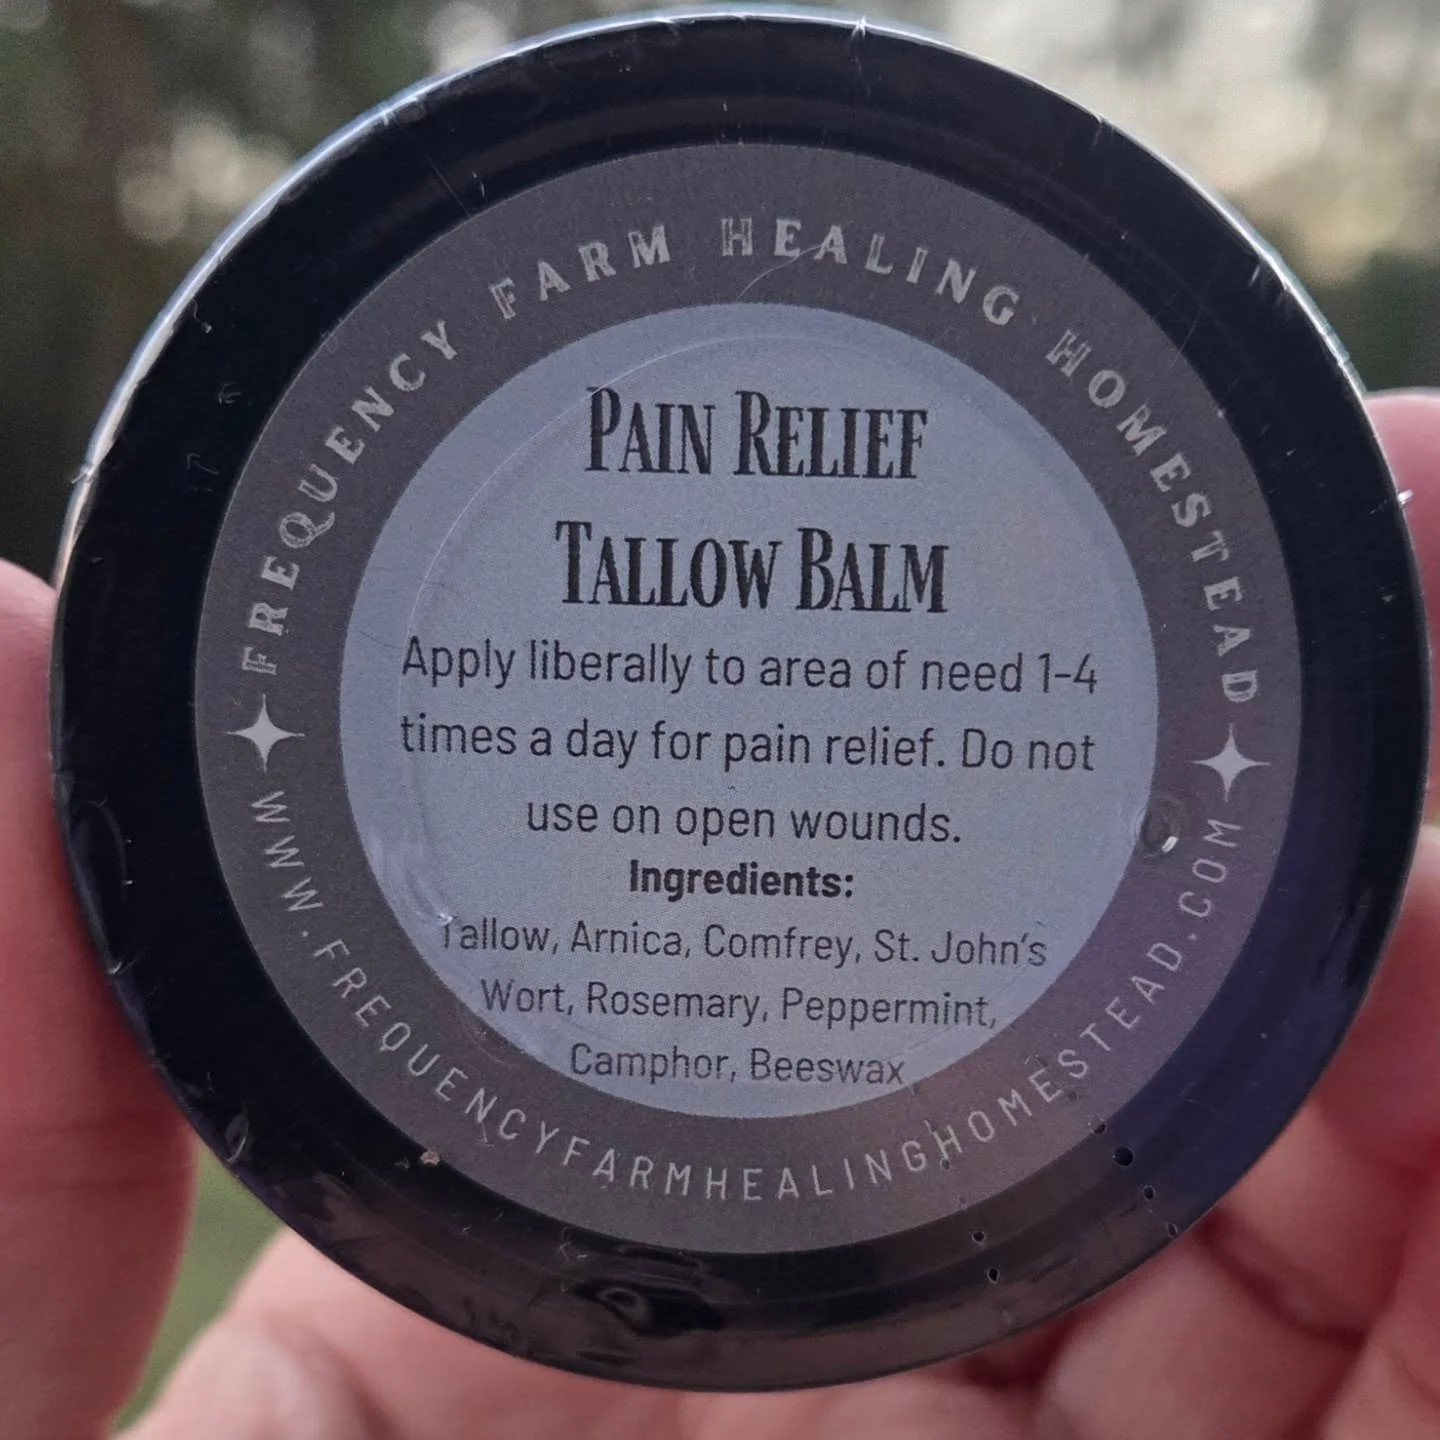 FREQUENCY FARM HEALING HOMESTEAD
PAIN RELIEF
TALLOW BALM
Apply liberally to area of need 1-4
times a day for pain relief. Do not
use on open wounds.
Ingredients:
Tallow, Arnica, Comfrey, St. John's
Wort, Rosemary, Peppermint,
Camphor, Beeswax
WWW.FREQUENCYFARMHEALINGHOMESTEAD.COM